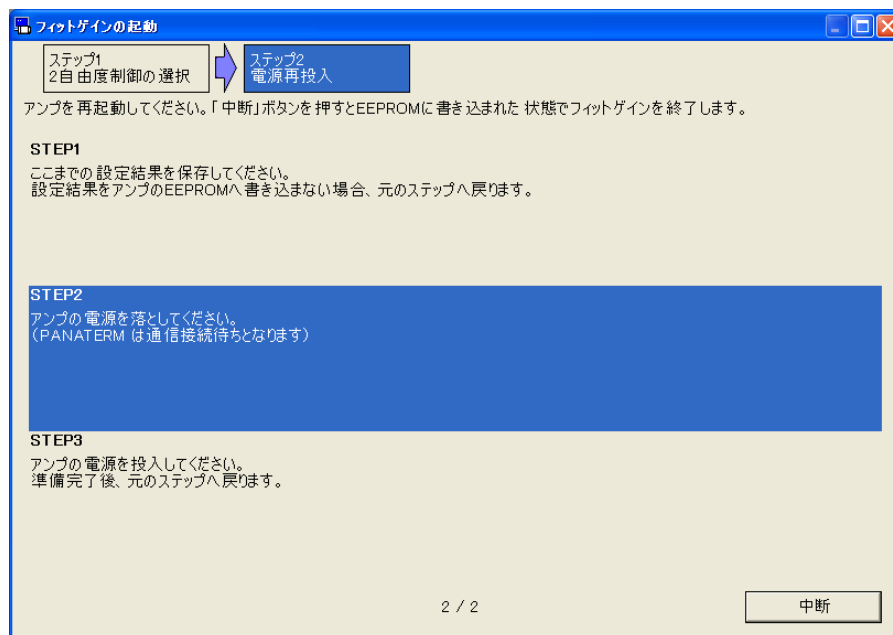 フィットゲインの起動
ステップ1
2自由度制御の選択
ステップ2
電源再投入
アンプを再起動してください。「中断」ボタンを押すとEEPROMに書き込まれた状態でフィットゲインを終了します。
STEP1
ここまでの設定結果を保存してください。
設定結果をアンプのEEPROMへ書き込まない場合、元のステップへ戻ります。
STEP2
アンプの電源を落としてください。
(PANATERM は通信接続待ちとなります)
STEP3
アンプの電源を投入してください。
準備完了後、元のステップへ戻ります。
2 / 2
中断